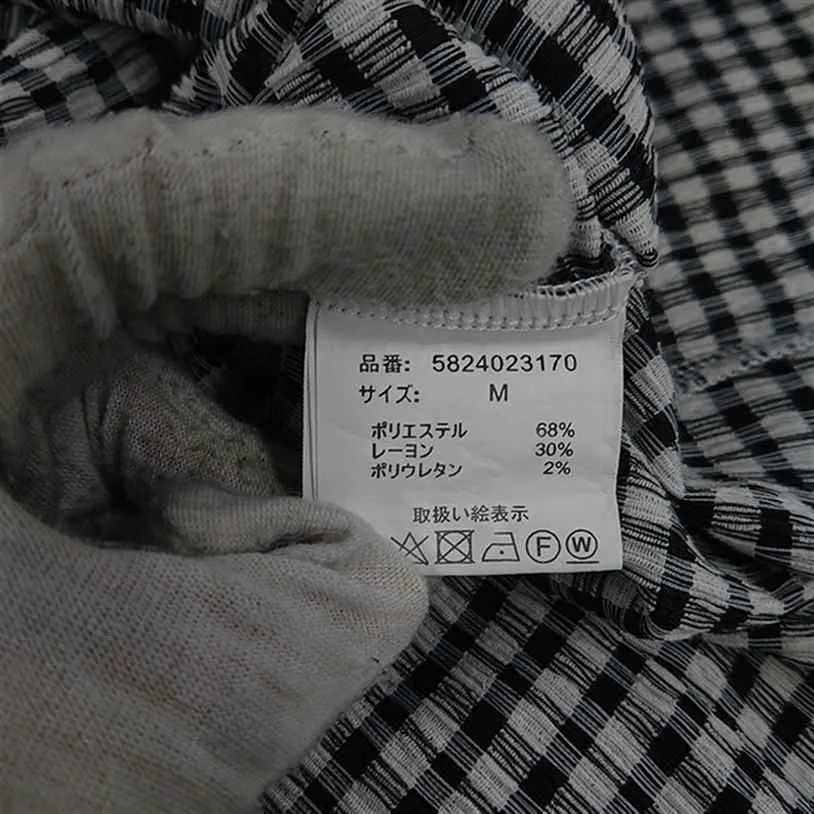 品番: 5824023170
サイズ: M
ポリエステル 68%
レーヨン 30%
ポリウレタン 2%
取扱い絵表示
F W